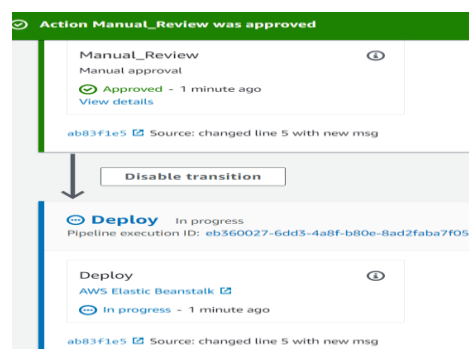 Action Manual_Review was approved
Manual_Review
Manual approval
Approved - 1 minute ago
View details
ab83f1e5 Source: changed line 5 with new msg
Disable transition
Deploy In progress
Pipeline execution ID: eb360027-6dd3-4a8f-b80e-8ad2faba7f05
Deploy
AWS Elastic Beanstalk
In progress - 1 minute ago
ab83f1e5 Source: changed line 5 with new msg